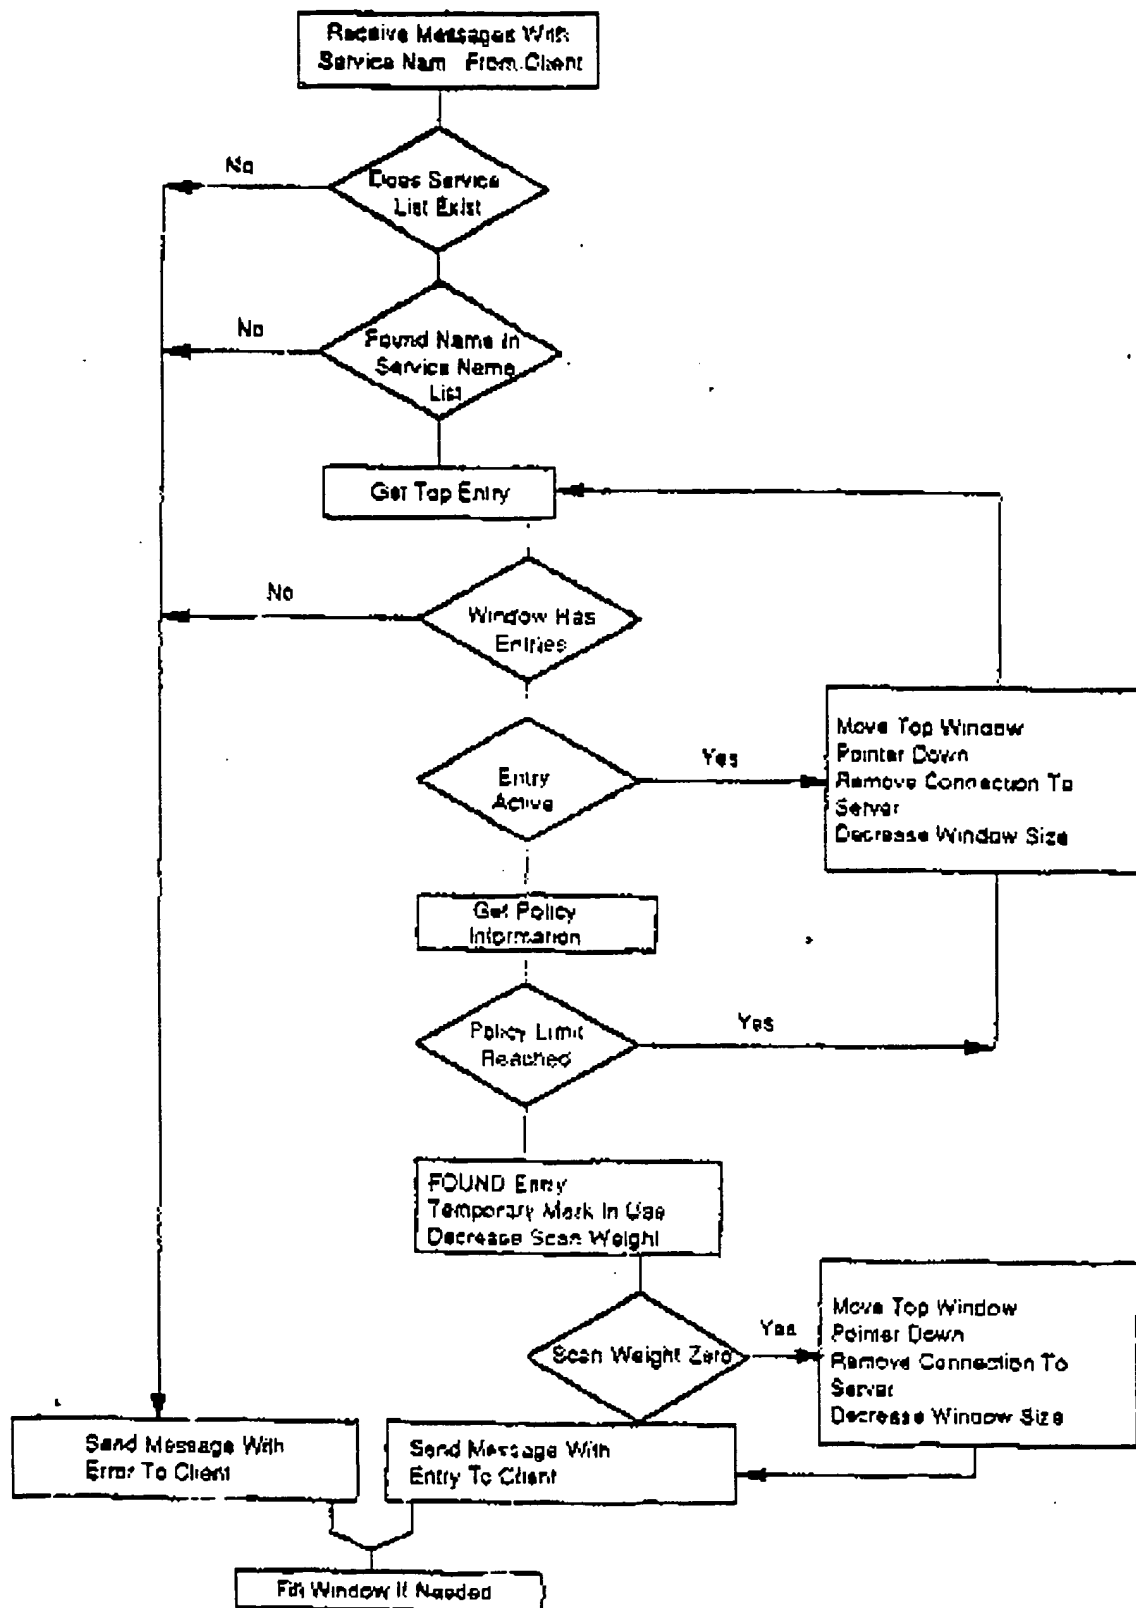 Receive Messages With
Service Nam From Client
No
Does Service
List Exist
No
Found Name In
Service Name
List
Get Top Entry
No
Window Has
Entries
Entry
Active
Yes
Move Top Window
Pointer Down
Remove Connection To
Server
Decrease Window Size
Get Policy
Information
Policy Limit
Reached
Yes
FOUND Entry
Temporary Mark In Use
Decrease Scan Weight
Scan Weight Zero
Yes
Move Top Window
Pointer Down
Remove Connection To
Server
Decrease Window Size
Send Message With
Error To Client
Send Message With
Entry To Client
Fill Window If Needed